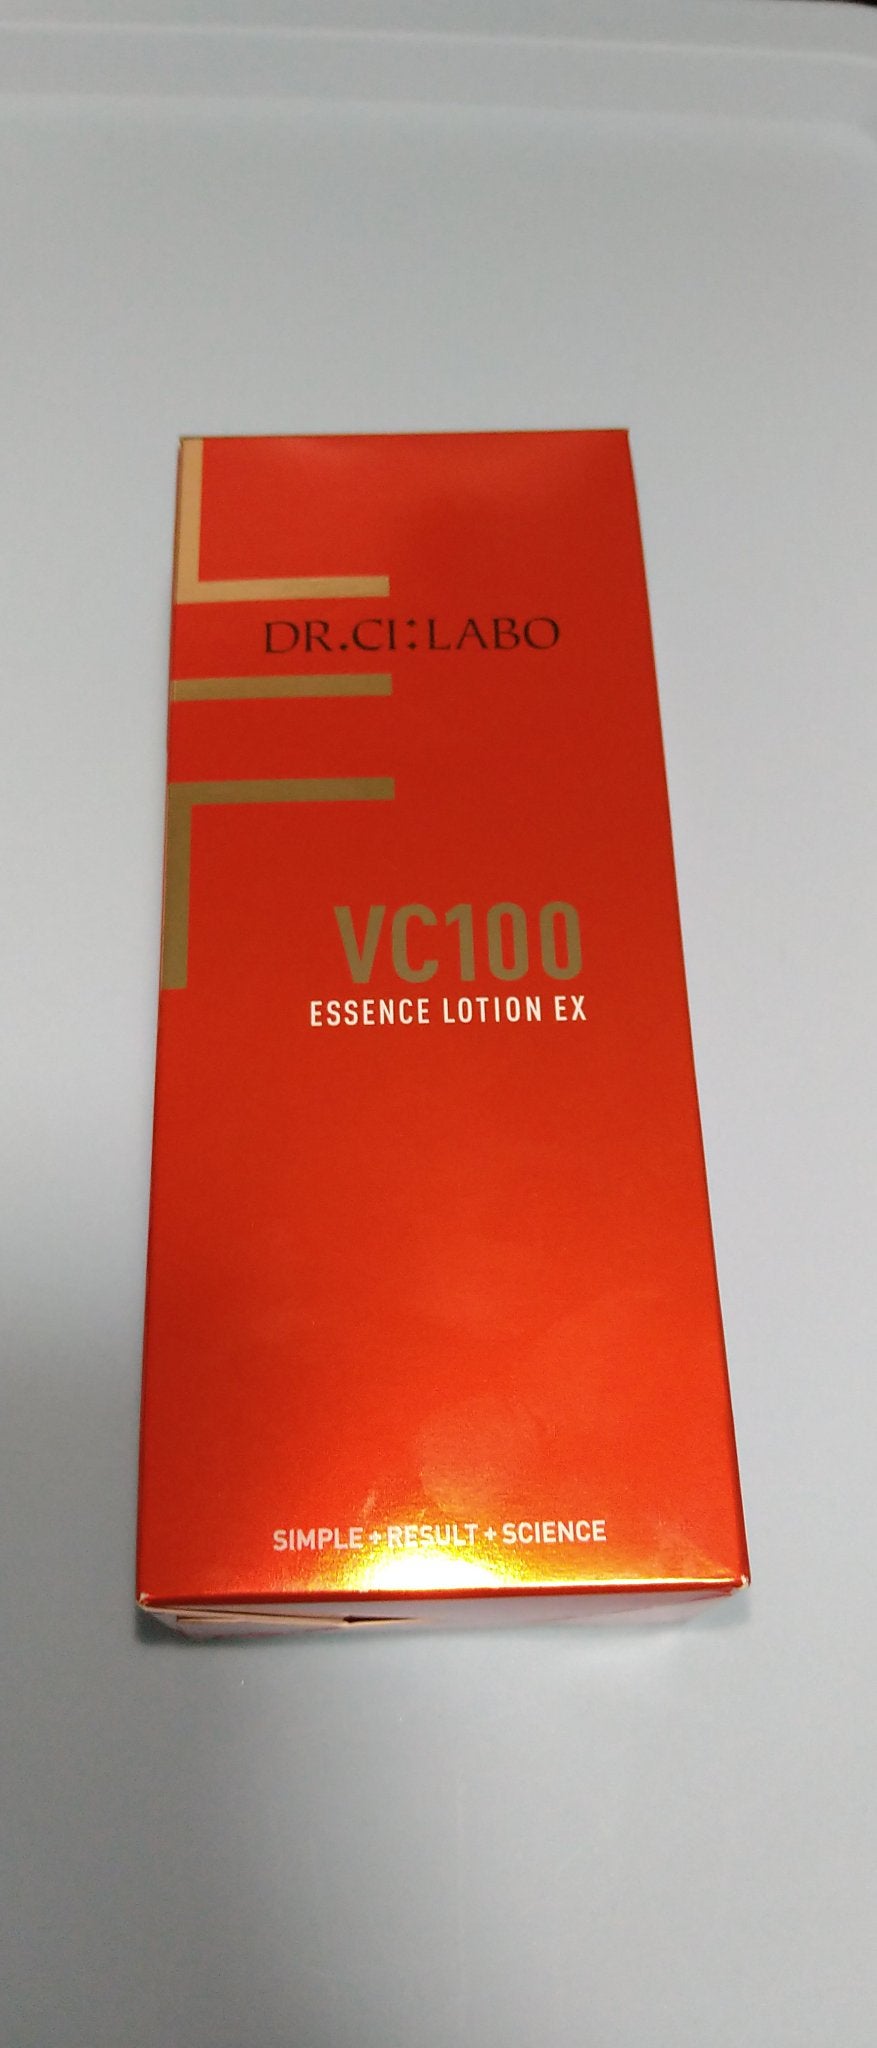 DR.CI:LABO
VC100
ESSENCE LOTION EX
SIMPLE+RESULT+SCIENCE